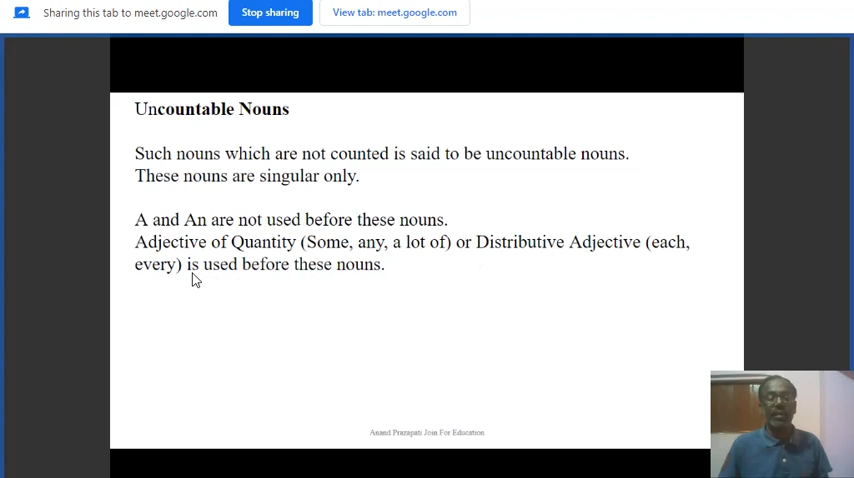 Sharing this tab to meet.google.com Stop sharing View tab: meet.google.com
Uncountable Nouns
Such nouns which are not counted is said to be uncountable nouns.
These nouns are singular only.
A and An are not used before these nouns.
Adjective of Quantity (Some, any, a lot of) or Distributive Adjective (each,
every) is used before these nouns.
Anand Prazapati Join For Education